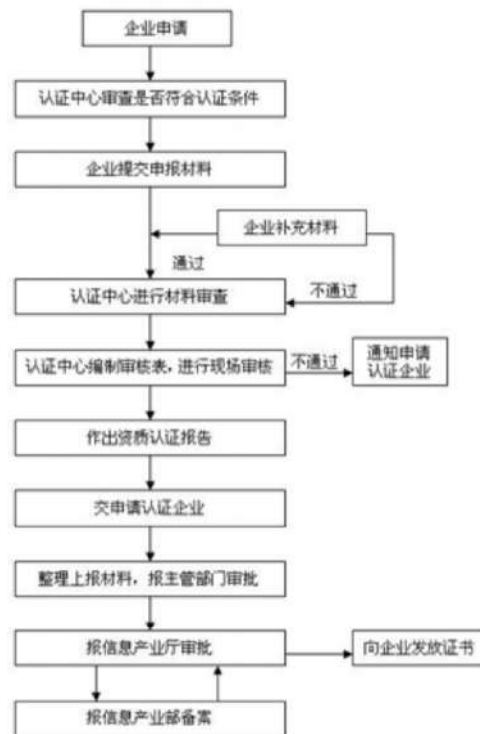 企业申请
认证中心审查是否符合认证条件
企业提交申报材料
企业补充材料
通过
不通过
认证中心进行材料审查
认证中心编制审核表，进行现场审核
不通过
通知申请
认证企业
作出资质认证报告
交申请认证企业
整理上报材料，报主管部门审批
报信息产业厅审批
向企业发放证书
报信息产业部备案